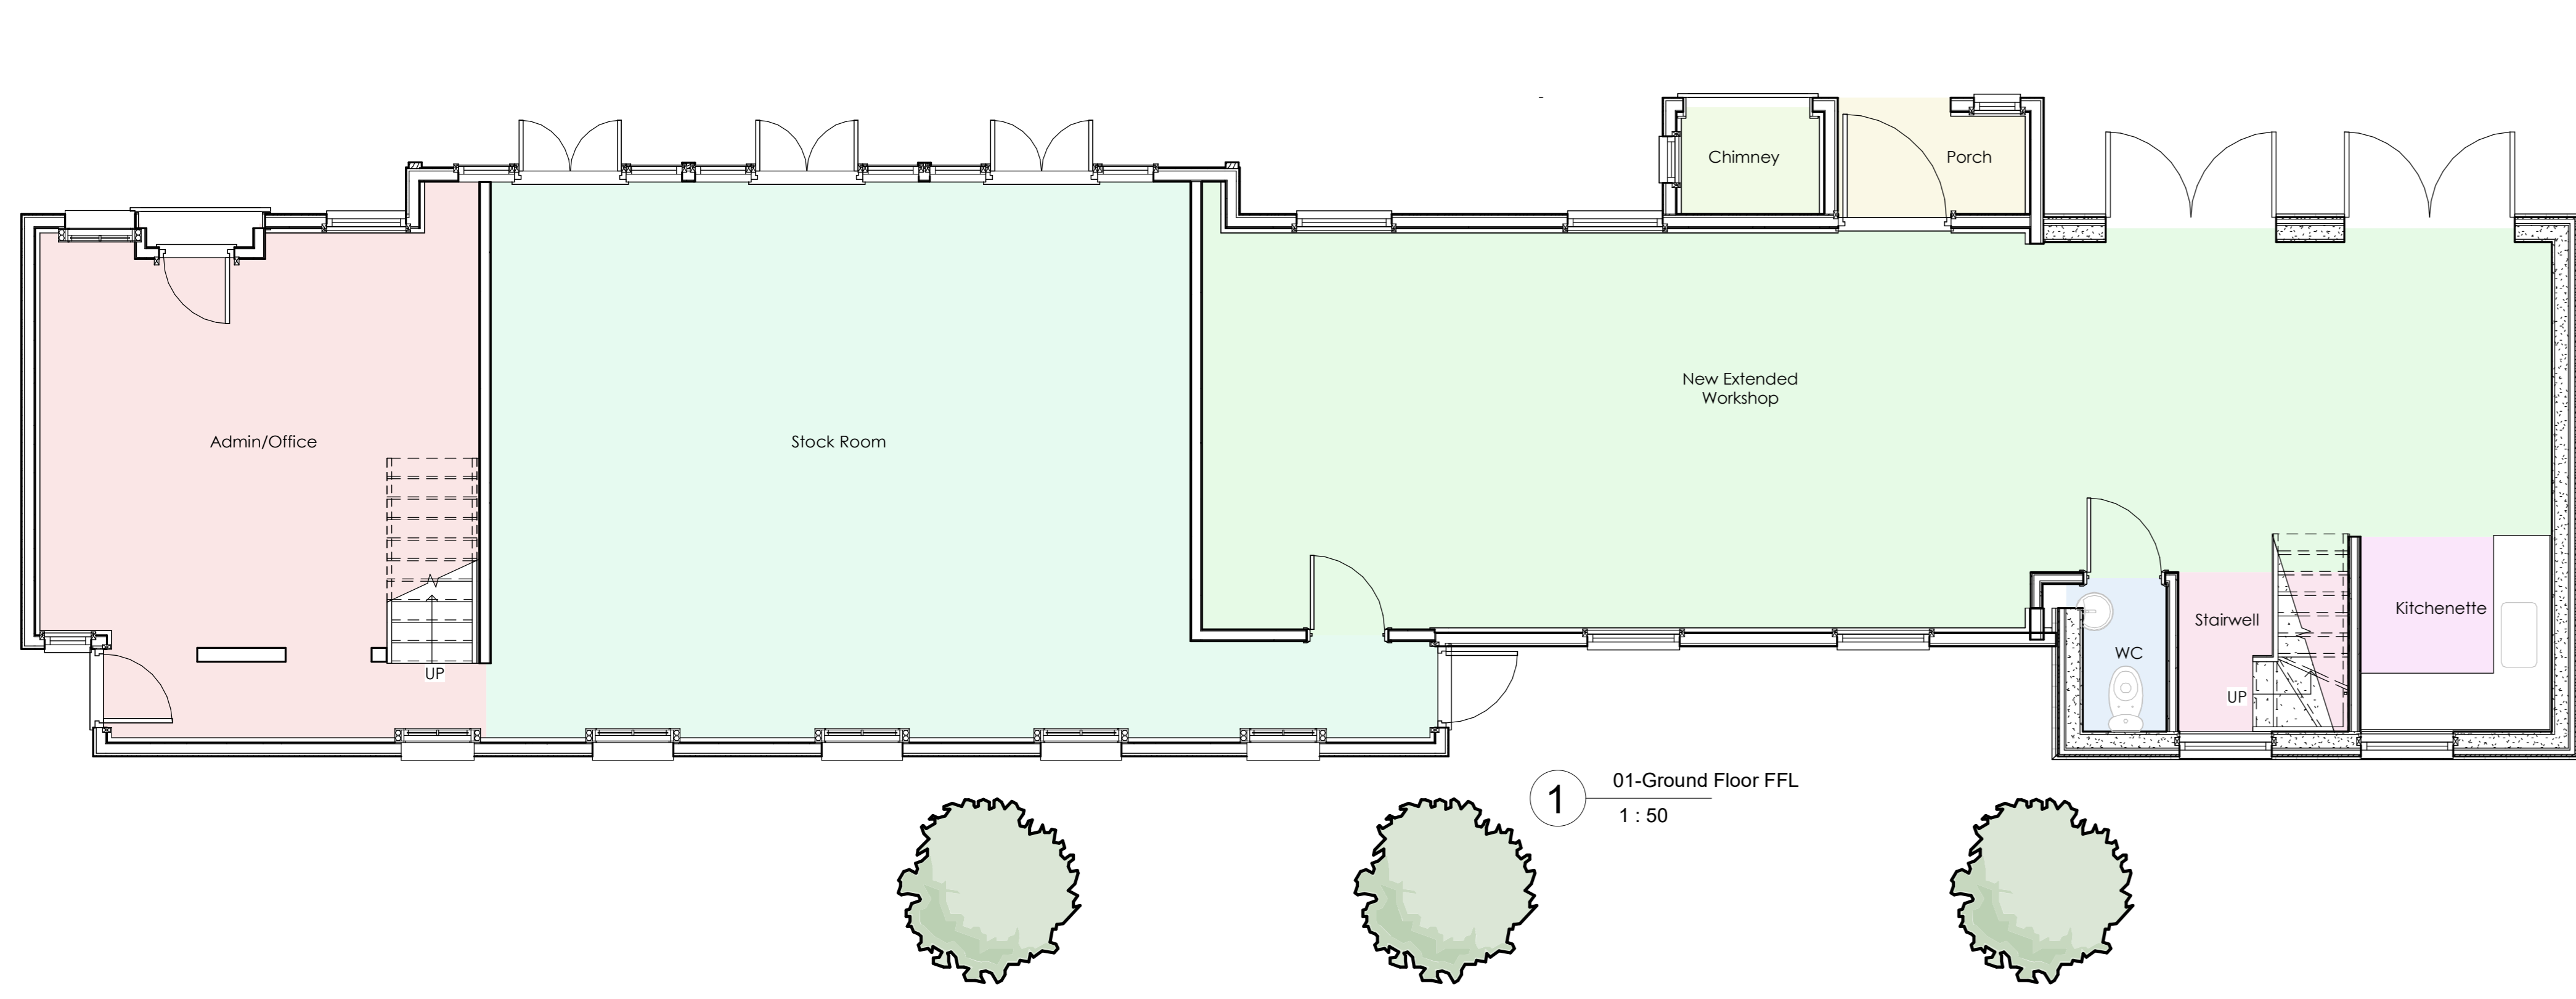 Chimney
Porch
New Extended
Workshop
Admin/Office
Stock Room
Kitchenette
Stairwell
WC
UP
UP
1
01-Ground Floor FFL
1 : 50